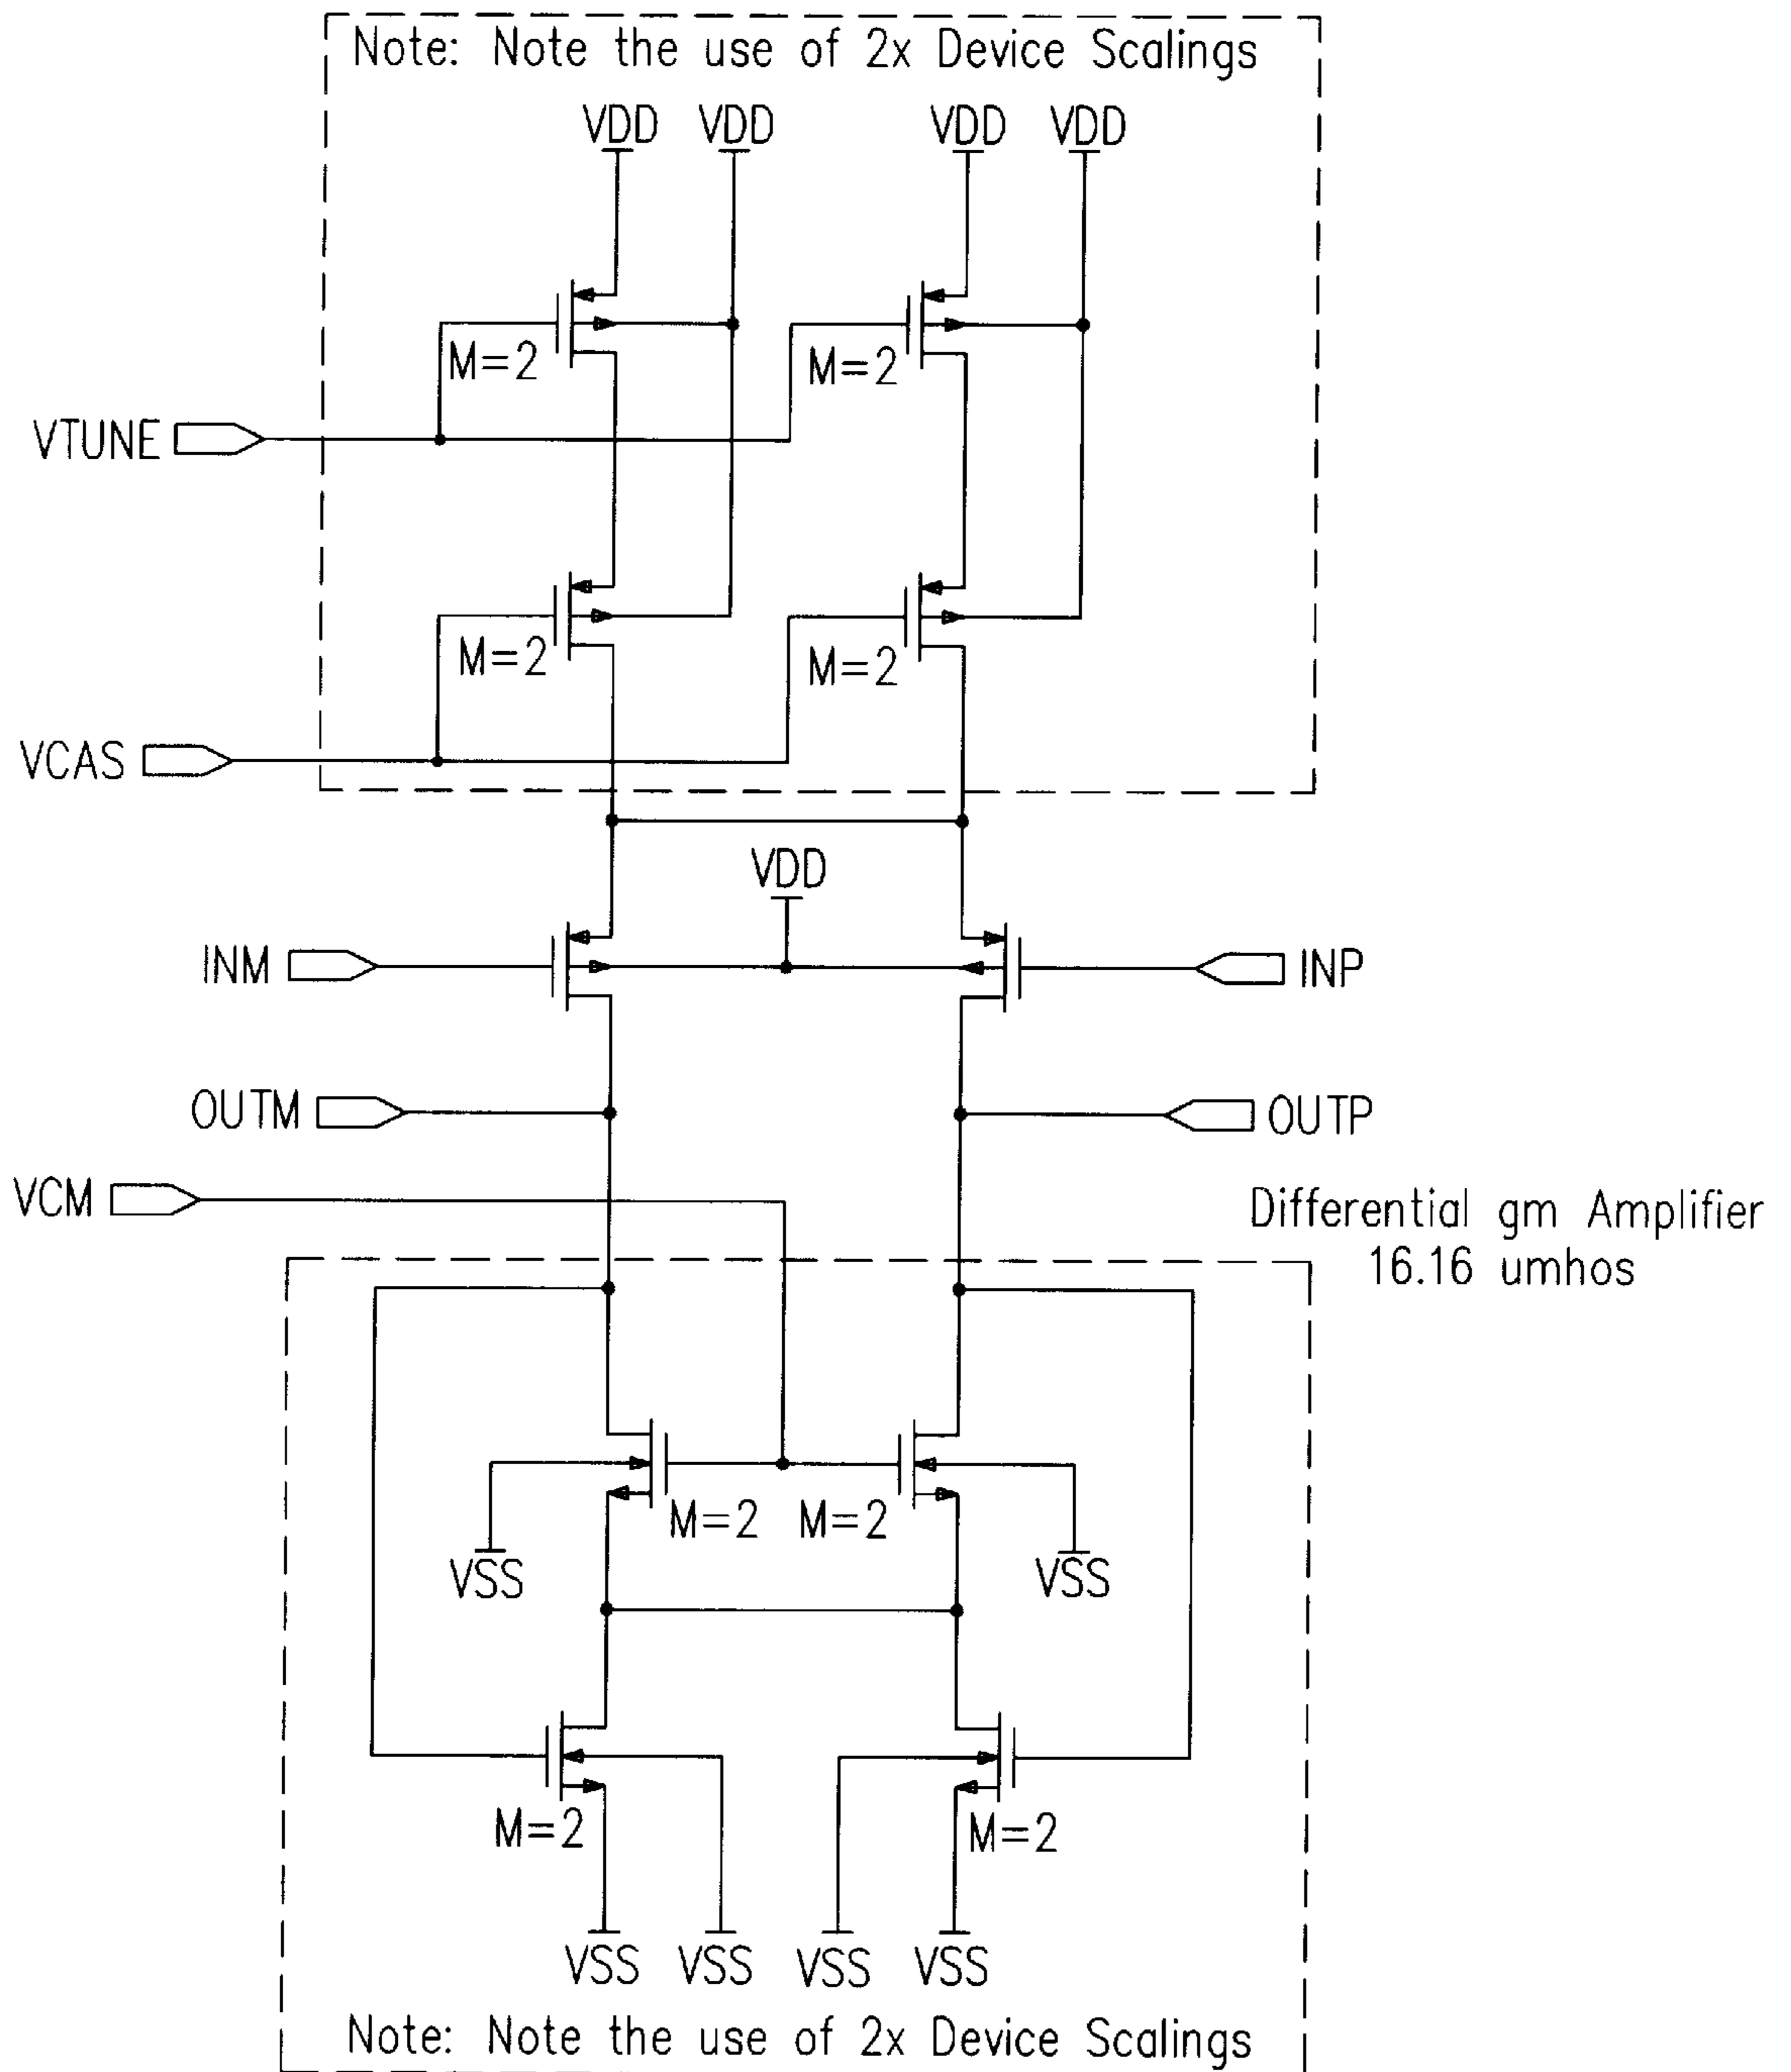 Note: Note the use of 2x Device Scalings
VDD VDD VDD VDD
M=2 M=2
VTUNE
M=2 M=2
VCAS
VDD
INM INP
OUTM OUTP
VCM
Differential gm Amplifier
16.16 umhos
M=2 M=2
VSS VSS
M=2 M=2
VSS VSS VSS VSS
Note: Note the use of 2x Device Scalings